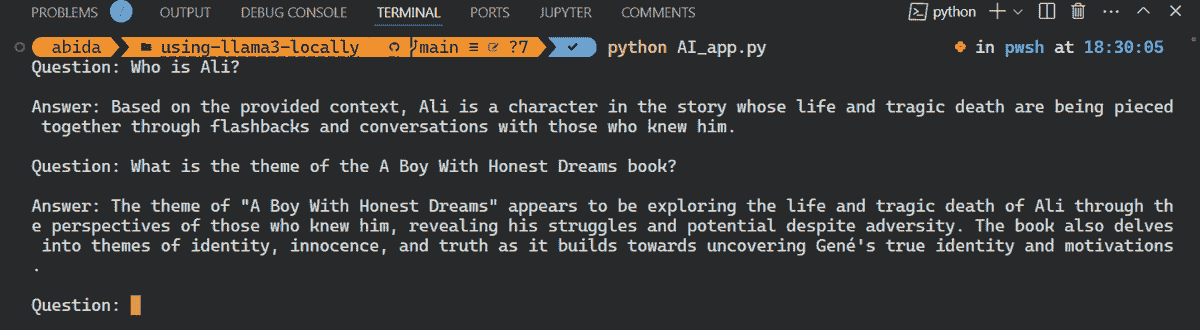 PROBLEMS 7 OUTPUT DEBUG CONSOLE TERMINAL PORTS JUPYTER COMMENTS python
abida using-llama3-locally main ≡ ?7 ✓ python AI_app.py in pwsh at 18:30:05
Question: Who is Ali?
Answer: Based on the provided context, Ali is a character in the story whose life and tragic death are being pieced
together through flashbacks and conversations with those who knew him.
Question: What is the theme of the A Boy With Honest Dreams book?
Answer: The theme of "A Boy With Honest Dreams" appears to be exploring the life and tragic death of Ali through th
e perspectives of those who knew him, revealing his struggles and potential despite adversity. The book also delves
into themes of identity, innocence, and truth as it builds towards uncovering Gené's true identity and motivations
.
Question: